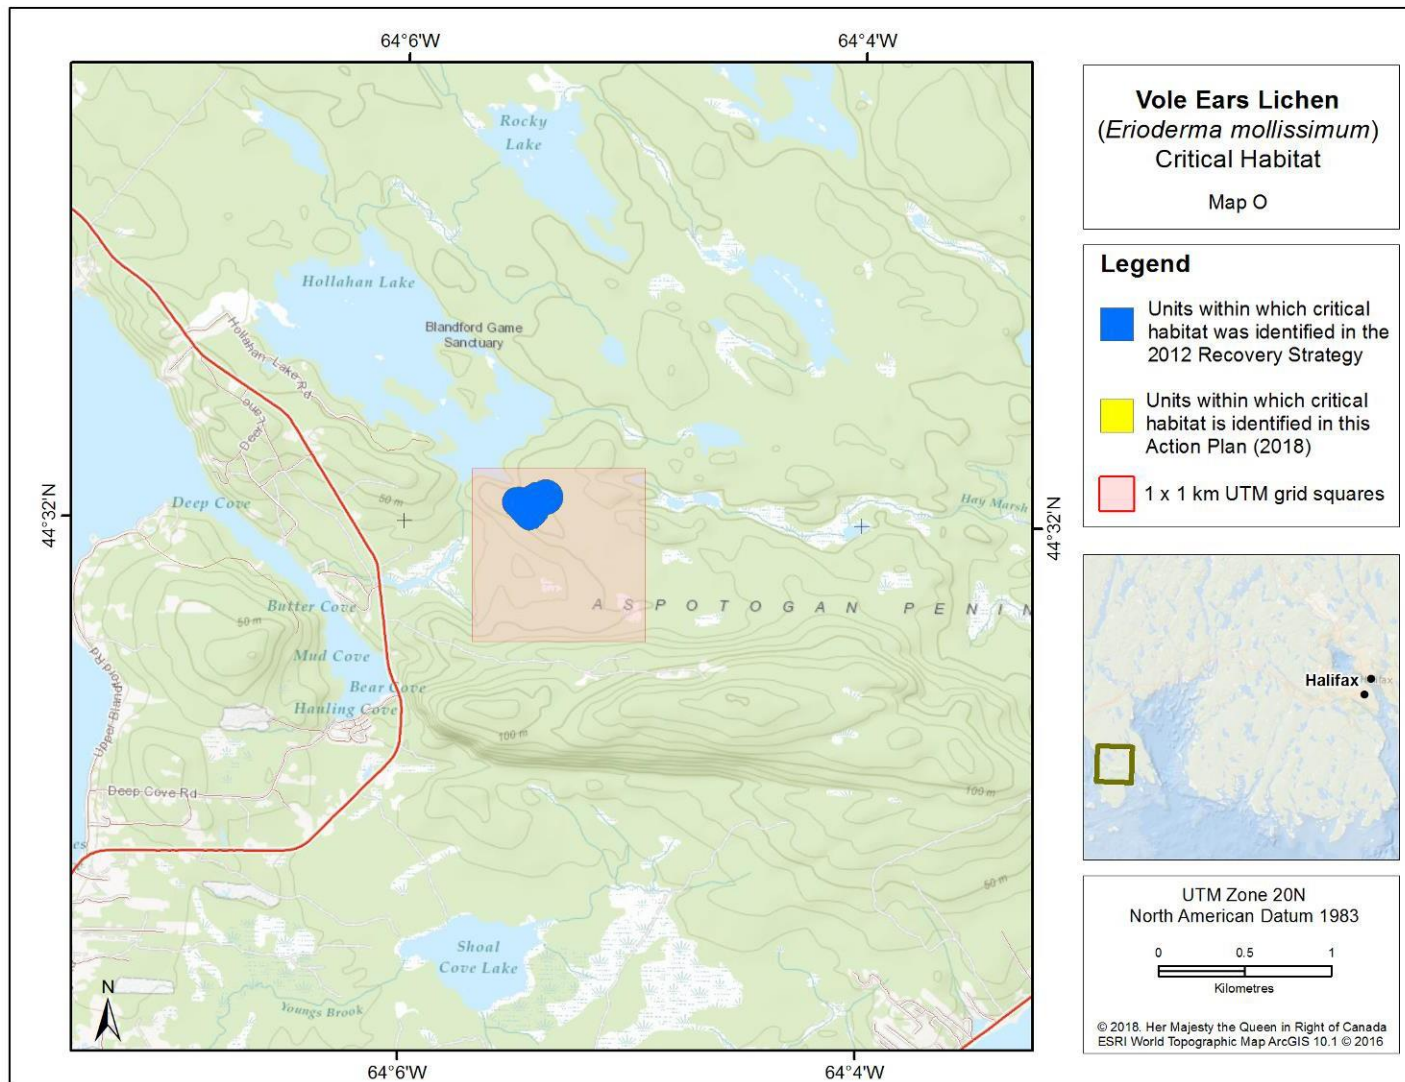 64°6'W
64°4'W
Rocky
Lake
Hollahan Lake
Blandford Game
Sanctuary
Hollahan Lake Rd
Deep Cove
50 m
44°32'N
Hay Marsh
44°32'N
Butter Cove
ASPOTOGAN PENIN
50 m
Mud Cove
Bear Cove
Hauling Cove
100 m
Deep Cove Rd
100 m
50 m
Shoal
Cove Lake
Youngs Brook
N
64°6'W
64°4'W
Vole Ears Lichen
(Erioderma mollissimum)
Critical Habitat
Map O
Legend
Units within which critical
habitat was identified in the
2012 Recovery Strategy
Units within which critical
habitat is identified in this
Action Plan (2018)
1 x 1 km UTM grid squares
Halifax
Halifax
UTM Zone 20N
North American Datum 1983
0 0.5 1
Kilometres
© 2018. Her Majesty the Queen in Right of Canada
ESRI World Topographic Map ArcGIS 10.1 © 2016